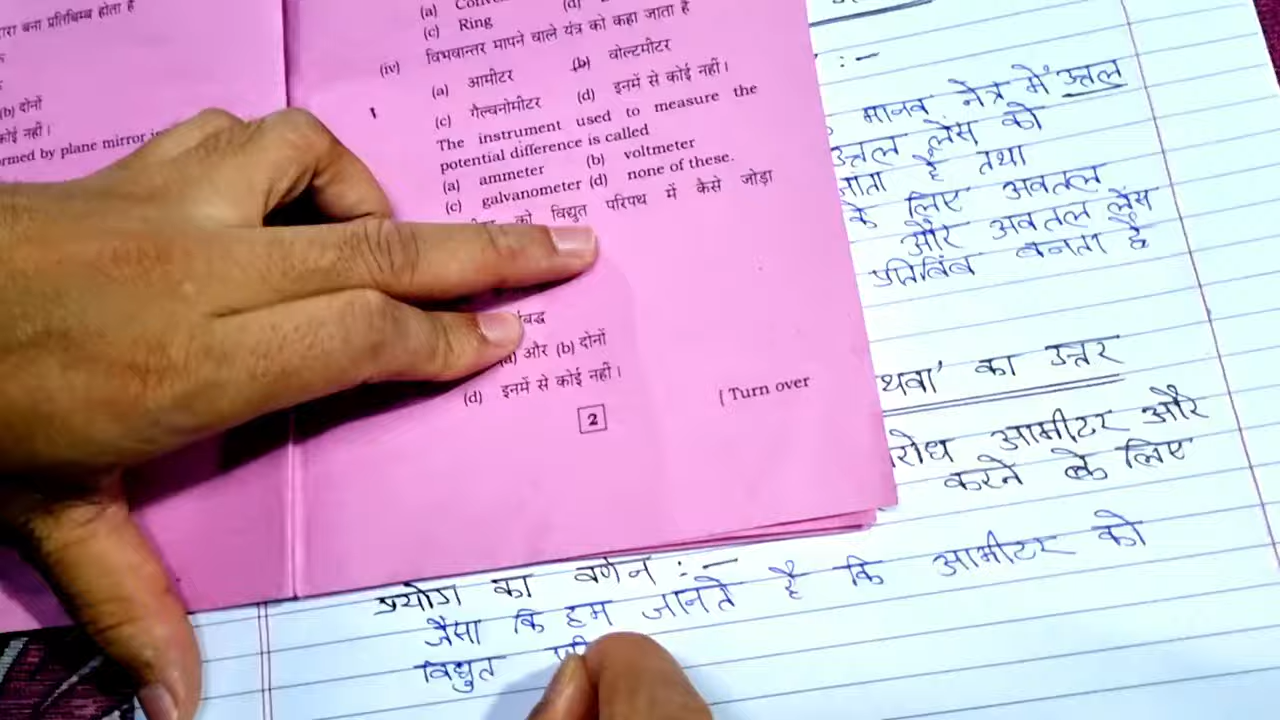 द्वारा बना प्रतिबिम्ब होता है
(b) दोनों
कोई नहीं।
formed by plane mirror is
(a)
(c) Ring
(d)
(iv) विभवान्तर मापने वाले यंत्र को कहा जाता है
(a) आमीटर (b) वोल्टमीटर
(c) गैल्वनोमीटर (d) इनमें से कोई नहीं।
The instrument used to measure the
potential difference is called
(a) ammeter (b) voltmeter
(c) galvanometer (d) none of these.
को विद्युत परिपथ में कैसे जोड़ा
(a) और (b) दोनों
(d) इनमें से कोई नहीं।
2
[ Turn over
:-
मानव नेत्र में उत्तल
उत्तल लेंस को
जाता है तथा
के लिए अवतल
और अवतल लेंस
प्रतिबिंब बनता है
थवा' का उत्तर
रोध आमीटर और
करने के लिए
प्रयोग का वर्णन :-
जैसा कि हम जानते है कि आमीटर को
विधुत